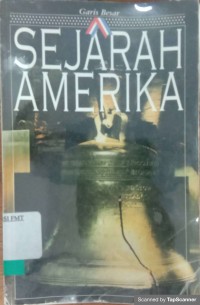 Garis Besar
SEJARAH
AMERIKA
Scanned by TapScanner